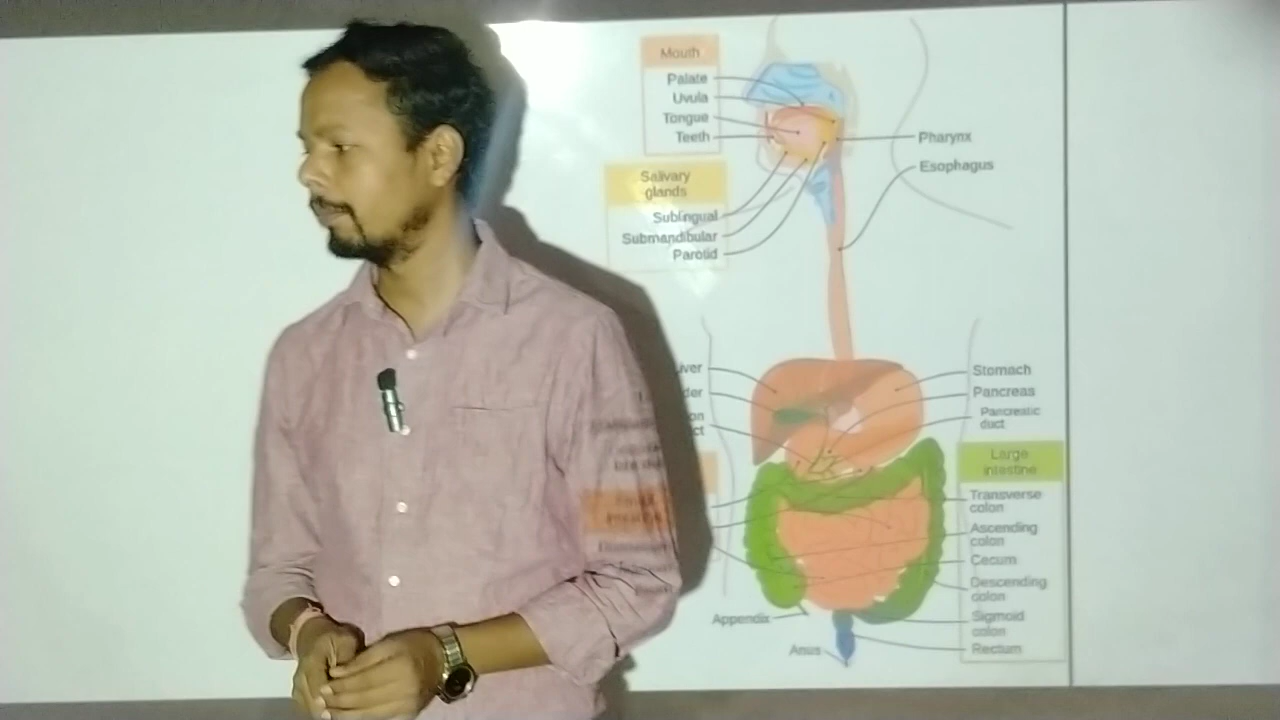 Mouth
Palate
Uvula
Tongue
Teeth
Salivary
glands
Sublingual
Submandibular
Parotid
Pharynx
Esophagus
Stomach
Pancreas
Pancreatic
duct
Large
intestine
Transverse
colon
Ascending
colon
Cecum
Descending
colon
Sigmoid
colon
Rectum
Appendix
Anus